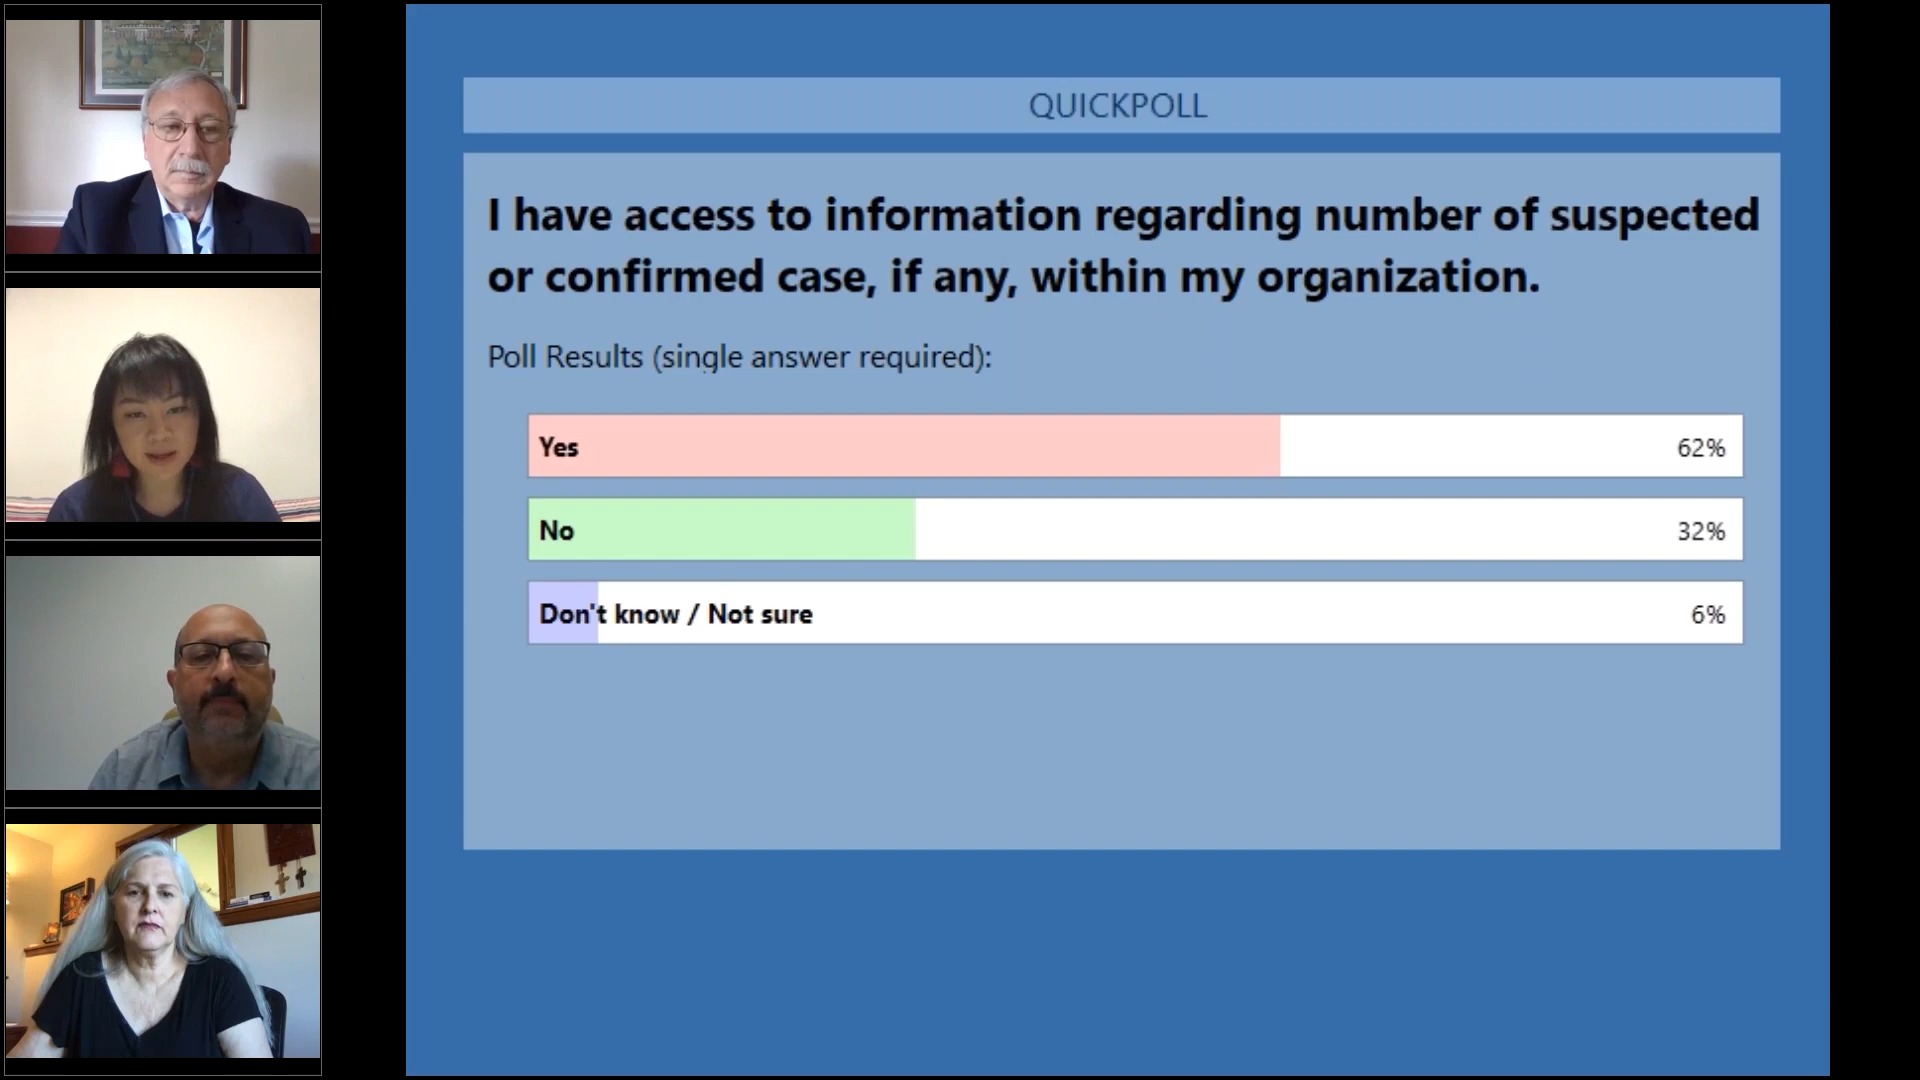 QUICKPOLL
I have access to information regarding number of suspected
or confirmed case, if any, within my organization.
Poll Results (single answer required):
Yes 62%
No 32%
Don't know / Not sure 6%